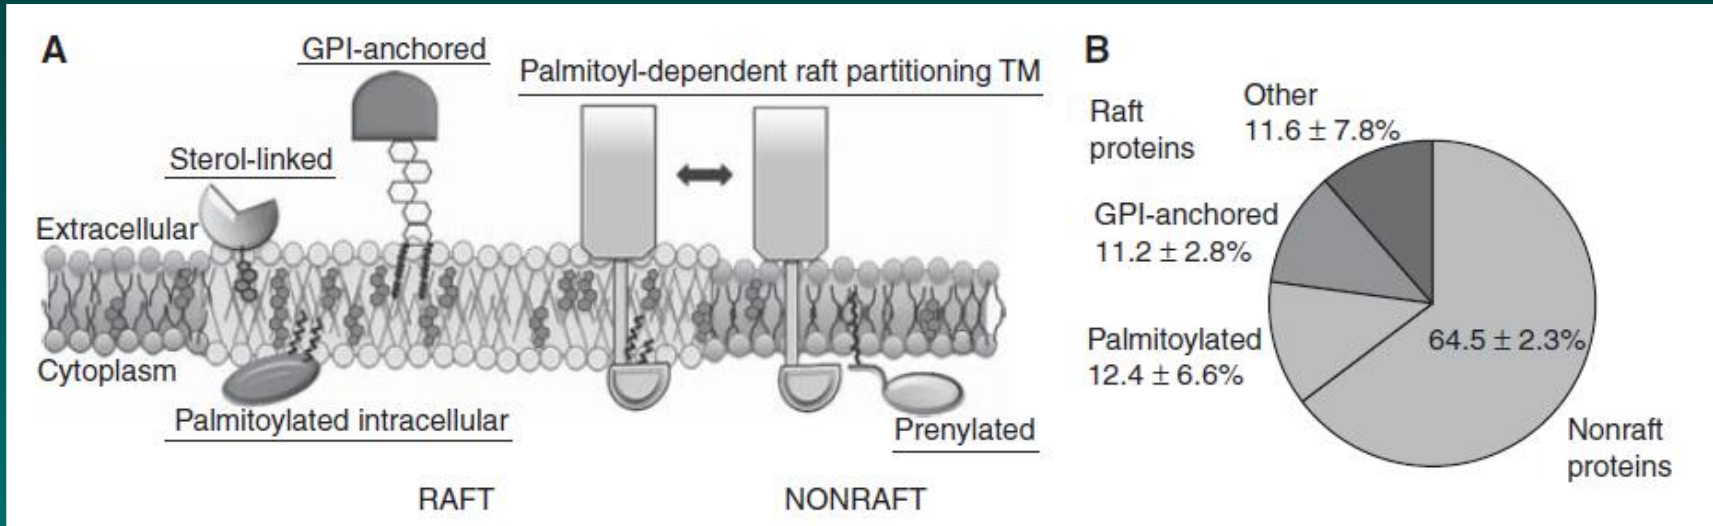 A
GPI-anchored
Palmitoyl-dependent raft partitioning TM
Sterol-linked
Extracellular
Cytoplasm
Palmitoylated intracellular
Prenylated
RAFT
NONRAFT
B
Raft
proteins
Other
11.6 ± 7.8%
GPI-anchored
11.2 ± 2.8%
Palmitoylated
12.4 ± 6.6%
64.5 ± 2.3%
Nonraft
proteins